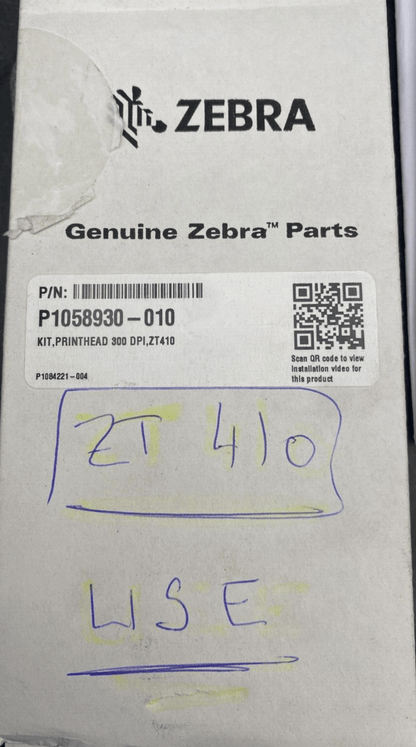 ZEBRA
Genuine Zebra™ Parts
P/N:
P1058930-010
KIT,PRINTHEAD 300 DPI,ZT410
Scan QR code to view
installation video for
this product
P1084221-004
ZT 410
WSE